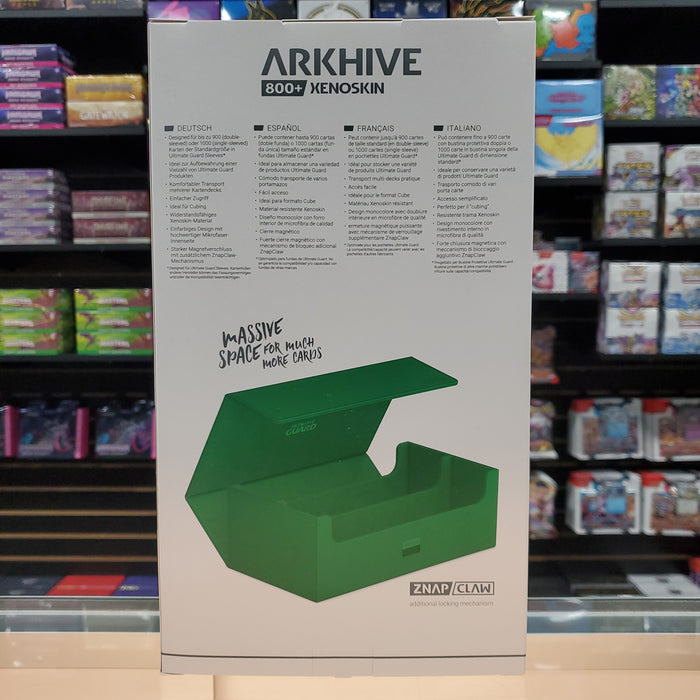 ARKHIVE
800+ XENOSKIN
DEUTSCH
• Designed für bis zu 900 (double-
sleeved) oder 1000 (single-sleeved)
Karten der Standardgröße in
Ultimate Guard Sleeves*
• Ideal zur Aufbewahrung einer
Vielzahl von Ultimate Guard
Produkten
• Komfortabler Transport
mehrerer Kartendecks
• Einfacher Zugriff
• Ideal für Cubing
• Widerstandsfähiges
Xenoskin-Material
• Einfarbiges Design mit
hochwertiger Mikrofaser-
Innenseite
• Starker Magnetverschluss
mit zusätzlichem ZnapClaw-
Mechanismus
ESPAÑOL
• Puede contener hasta 900 cartas
(doble funda) o 1000 cartas (fun-
da única) tamaño estándar en
fundas Ultimate Guard*
• Ideal para almacenar una variedad
de productos Ultimate Guard
• Cómodo transporte de varios
portamazos
• Fácil acceso
• Ideal para formato Cube
• Material resistente Xenoskin
• Diseño monocolor con forro
interior de microfibra de calidad
• Cierre magnético
• Fuerte cierre magnético con
mecanismo de bloqueo adicional
ZnapClaw
FRANÇAIS
• Peut contenir jusqu'à 900 cartes
de taille standard (en double sleeve)
ou 1000 cartes (single-sleeve)
en pochettes Ultimate Guard*
• Idéal pour stocker une variété
de produits Ultimate Guard
• Transport multi-decks pratique
• Accès facile
• Idéale pour le format Cube
• Matériau Xenoskin résistant
• Design monocolore avec doublure
intérieure en microfibre de qualité
• ermeture magnétique puissante
avec mécanisme de verrouillage
supplémentaire ZnapClaw
ITALIANO
• Può contenere fino a 900 carte
con bustina protettiva doppia o
1000 carte in bustina singola della
Ultimate Guard di dimensione
standard*
• Ideale per conservare una varietà
di prodotti Ultimate Guard
• Trasporto comodo di vari
porta carte
• Accesso semplificato
• Perfetto per il "cubing"
• Resistente trama Xenoskin
• Design monocolore con
rivestimento interno in
microfibra di qualità
• Forte chiusura magnetica con
meccanismo di bloccaggio
aggiuntivo ZnapClaw
MASSIVE
SPACE FOR MUCH
MORE CARDS
ULTIMATE
GUARD
ZNAP/CLAW
additional locking mechanism